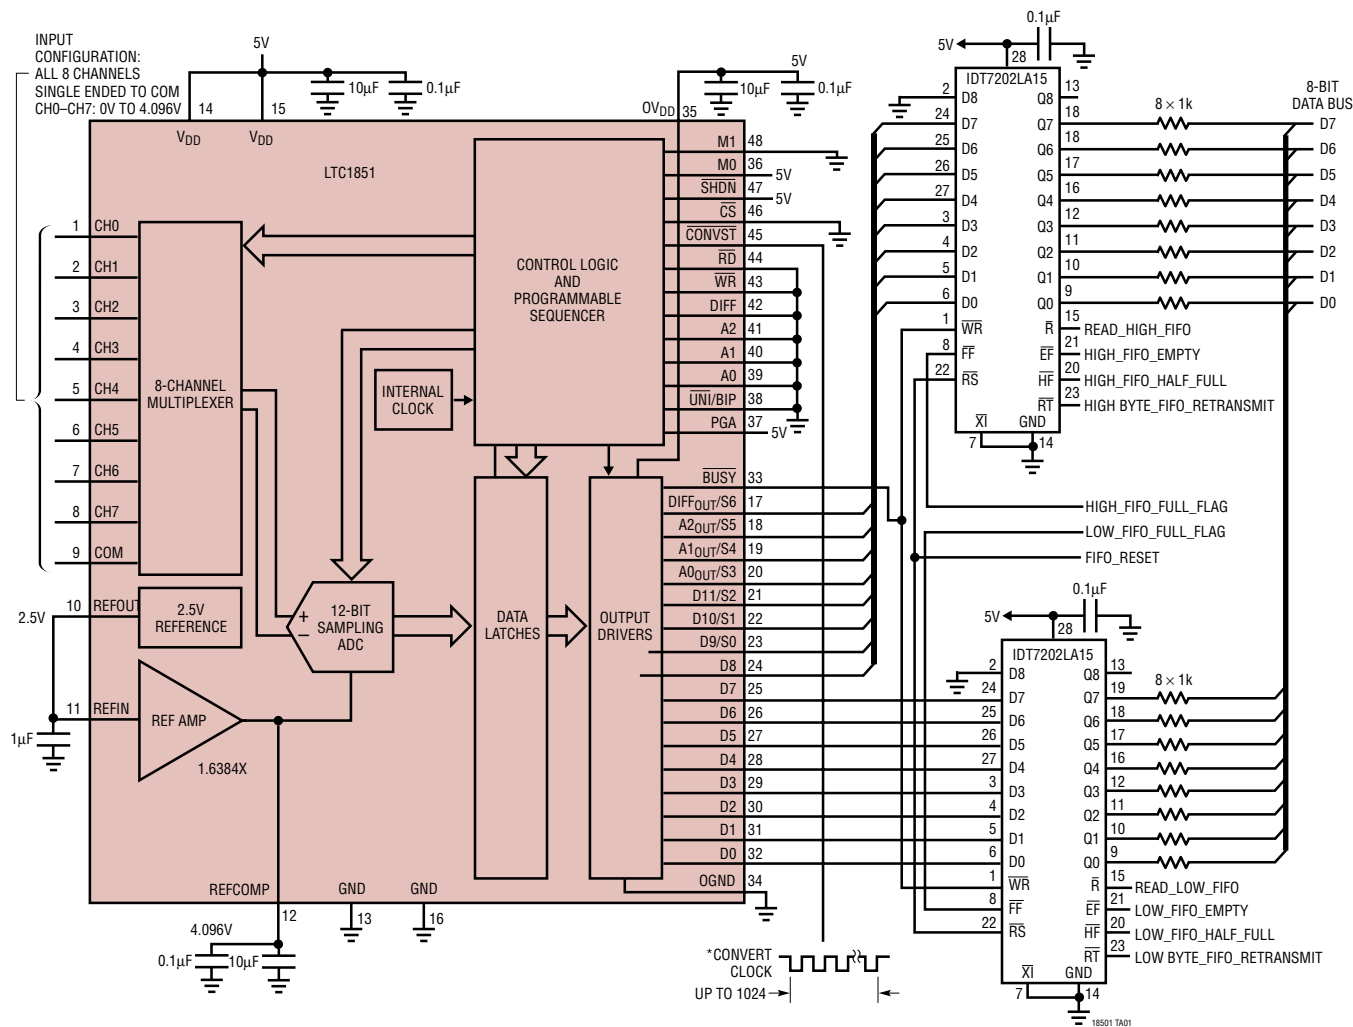 INPUT
CONFIGURATION:
ALL 8 CHANNELS
SINGLE ENDED TO COM
CH0–CH7: 0V TO 4.096V
5V
10µF
0.1µF
14
15
VDD
VDD
LTC1851
5V
10µF
0.1µF
OVDD
35
1 CH0
2 CH1
3 CH2
4 CH3
5 CH4
6 CH5
7 CH6
8 CH7
9 COM
8-CHANNEL
MULTIPLEXER
CONTROL LOGIC
AND
PROGRAMMABLE
SEQUENCER
INTERNAL
CLOCK
M1 48
M0 36 5V
SHDN 47 5V
CS 46
CONVST 45
RD 44
WR 43
DIFF 42
A2 41
A1 40
A0 39
UNI/BIP 38
PGA 37 5V
BUSY 33
DIFFOUT/S6 17
A2OUT/S5 18
A1OUT/S4 19
A0OUT/S3 20
D11/S2 21
D10/S1 22
D9/S0 23
D8 24
D7 25
D6 26
D5 27
D4 28
D3 29
D2 30
D1 31
D0 32
OGND 34
2.5V
10 REFOUT
2.5V
REFERENCE
+
−
12-BIT
SAMPLING
ADC
DATA
LATCHES
OUTPUT
DRIVERS
11 REFIN
REF AMP
1.6384X
1µF
REFCOMP
12
GND
13
GND
16
4.096V
0.1µF
10µF
*CONVERT
CLOCK
UP TO 1024
0.1µF
5V
28
IDT7202LA15
2 D8
24 D7
25 D6
26 D5
27 D4
3 D3
4 D2
5 D1
6 D0
1 WR
8 FF
22 RS
Q8 13
Q7 18
Q6 18
Q5 17
Q4 16
Q3 12
Q2 11
Q1 10
Q0 9
R 15 READ_HIGH_FIFO
EF 21 HIGH_FIFO_EMPTY
HF 20 HIGH_FIFO_HALF_FULL
RT 23 HIGH BYTE_FIFO_RETRANSMIT
XI GND
7 14
8 × 1k
8-BIT
DATA BUS
D7
D6
D5
D4
D3
D2
D1
D0
HIGH_FIFO_FULL_FLAG
LOW_FIFO_FULL_FLAG
FIFO_RESET
0.1µF
5V
28
IDT7202LA15
2 D8
24 D7
25 D6
26 D5
27 D4
3 D3
4 D2
5 D1
6 D0
1 WR
8 FF
22 RS
Q8 13
Q7 19
Q6 18
Q5 17
Q4 16
Q3 12
Q2 11
Q1 10
Q0 9
R 15 READ_LOW_FIFO
EF 21 LOW_FIFO_EMPTY
HF 20 LOW_FIFO_HALF_FULL
RT 23 LOW BYTE_FIFO_RETRANSMIT
XI GND
7 14
8 × 1k
18501 TA01